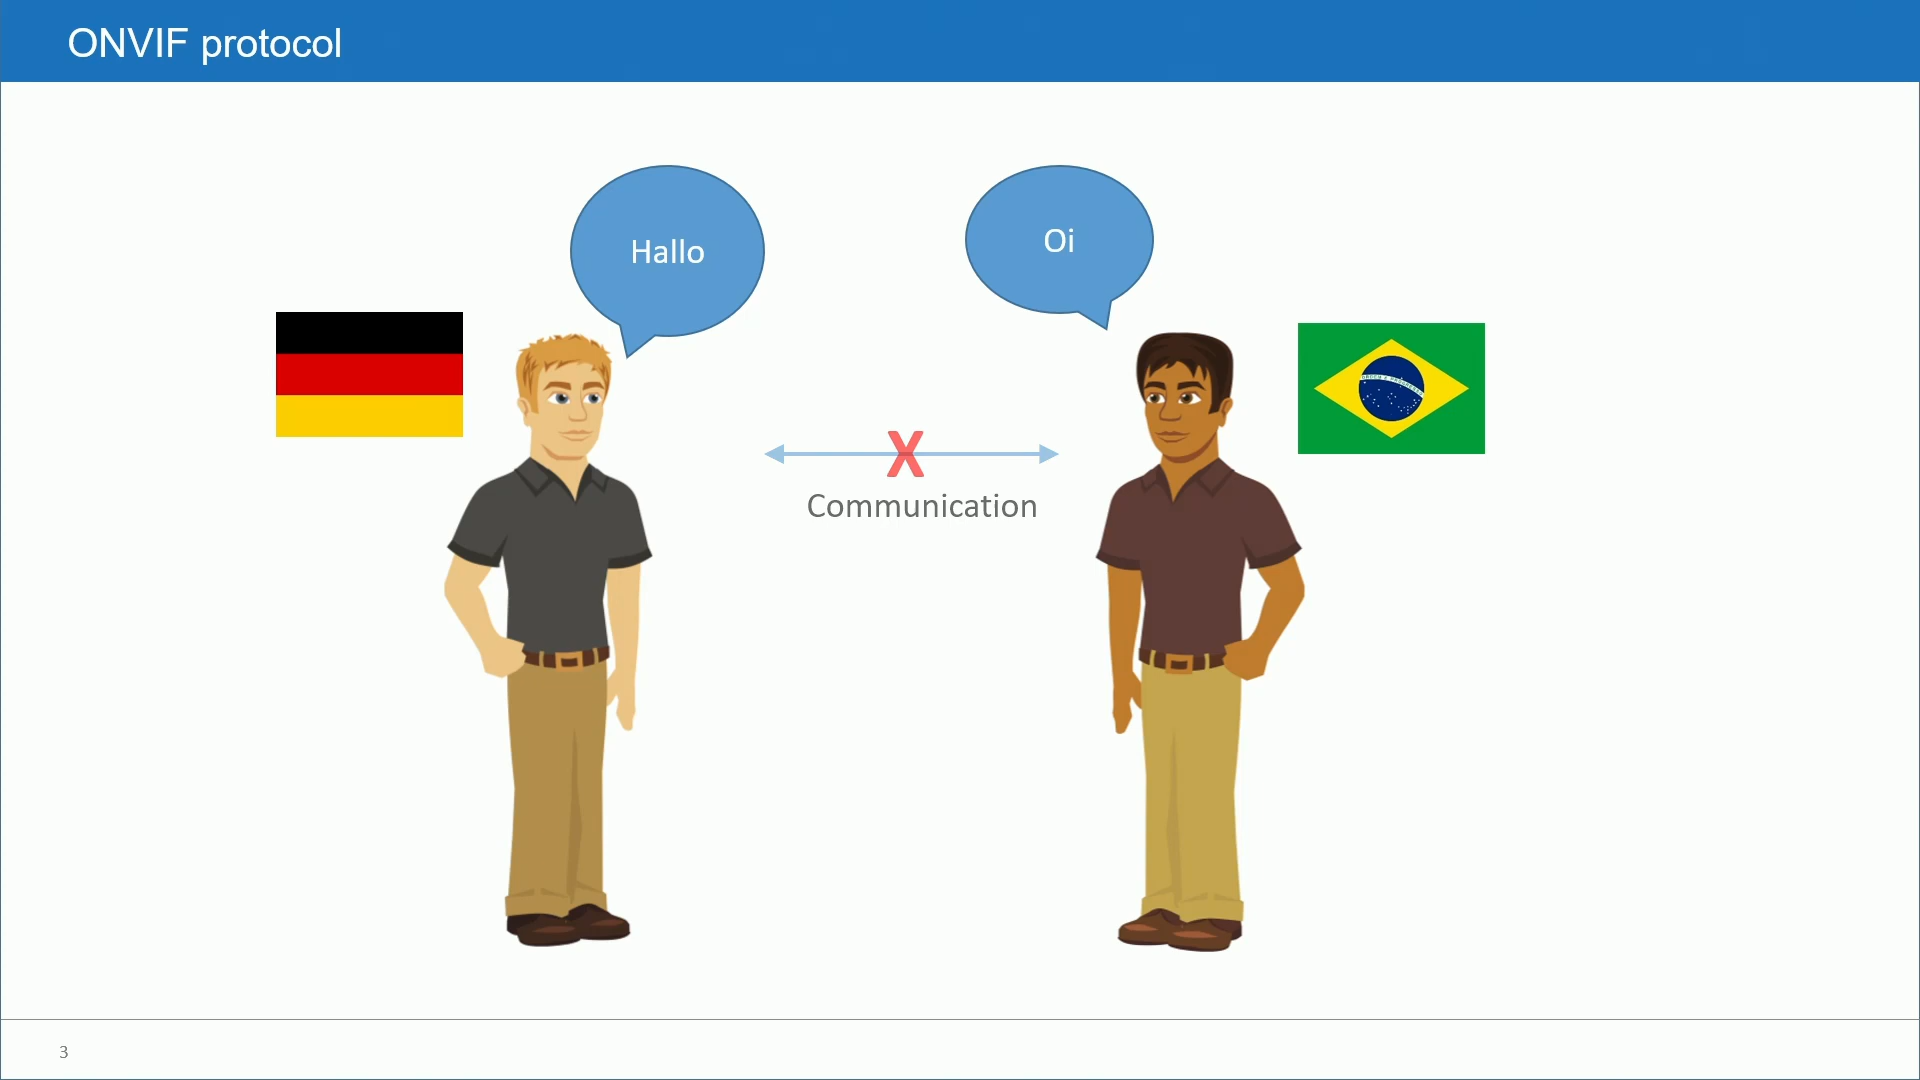 ONVIF protocol
Hallo
Oi
X
Communication
3